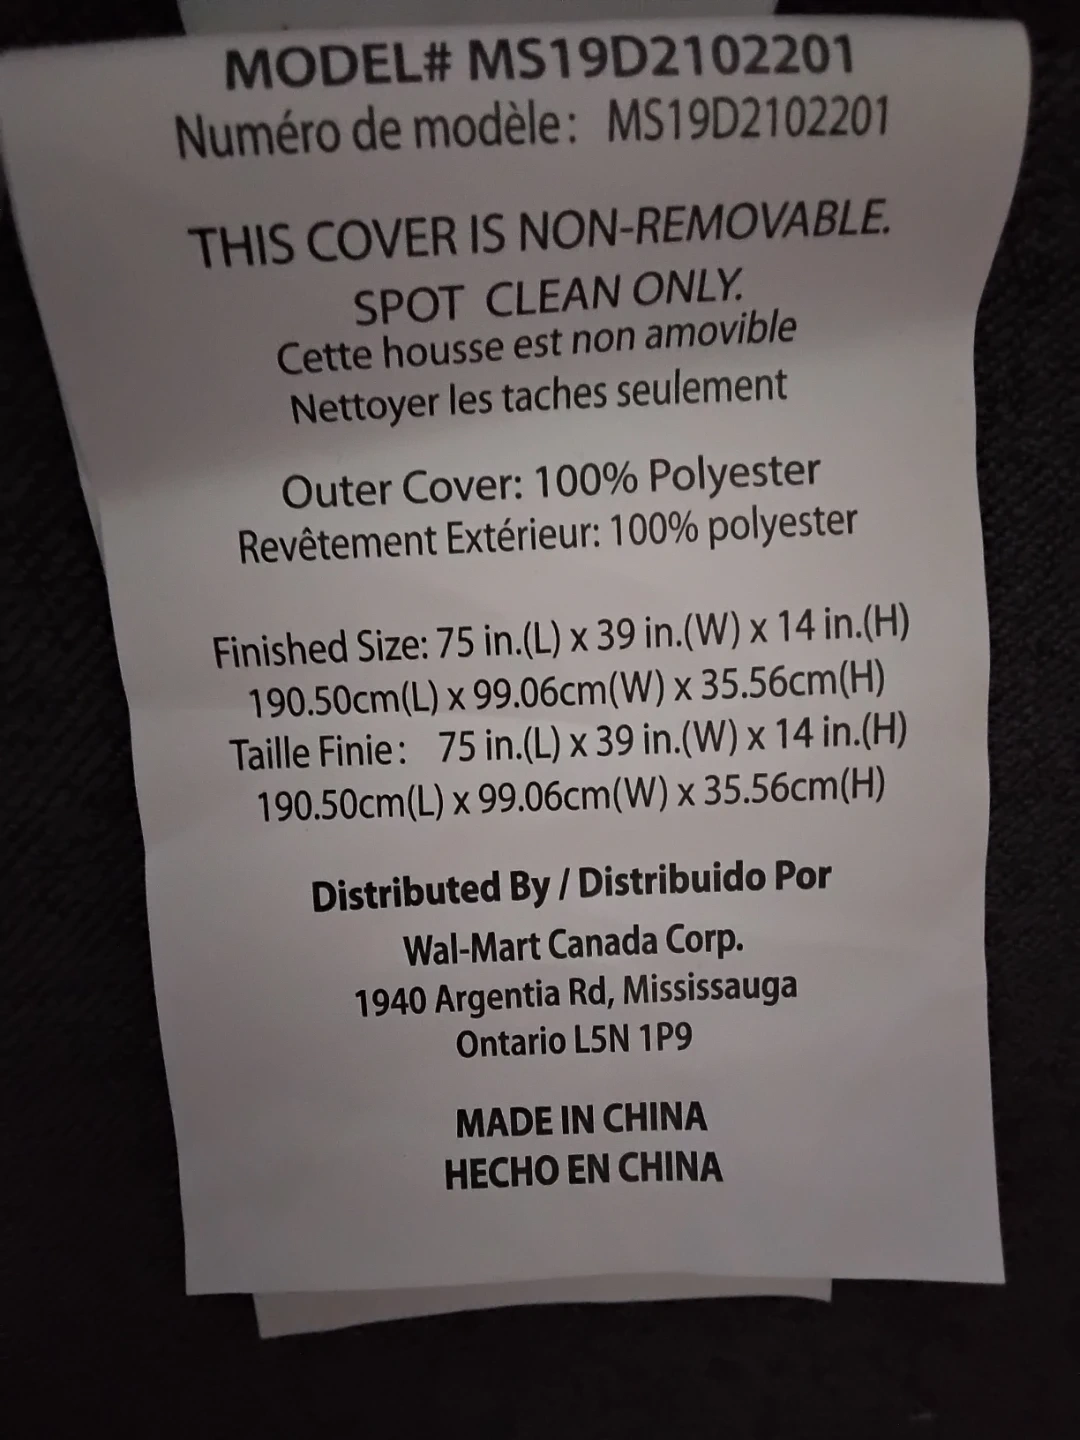 MODEL# MS19D2102201
Numéro de modèle: MS19D2102201
THIS COVER IS NON-REMOVABLE.
SPOT CLEAN ONLY.
Cette housse est non amovible
Nettoyer les taches seulement
Outer Cover: 100% Polyester
Revêtement Extérieur: 100% polyester
Finished Size: 75 in.(L) x 39 in.(W) x 14 in.(H)
190.50cm(L) x 99.06cm(W) x 35.56cm(H)
Taille Finie: 75 in.(L) x 39 in.(W) x 14 in.(H)
190.50cm(L) x 99.06cm(W) x 35.56cm(H)
Distributed By / Distribuido Por
Wal-Mart Canada Corp.
1940 Argentia Rd, Mississauga
Ontario L5N 1P9
MADE IN CHINA
HECHO EN CHINA